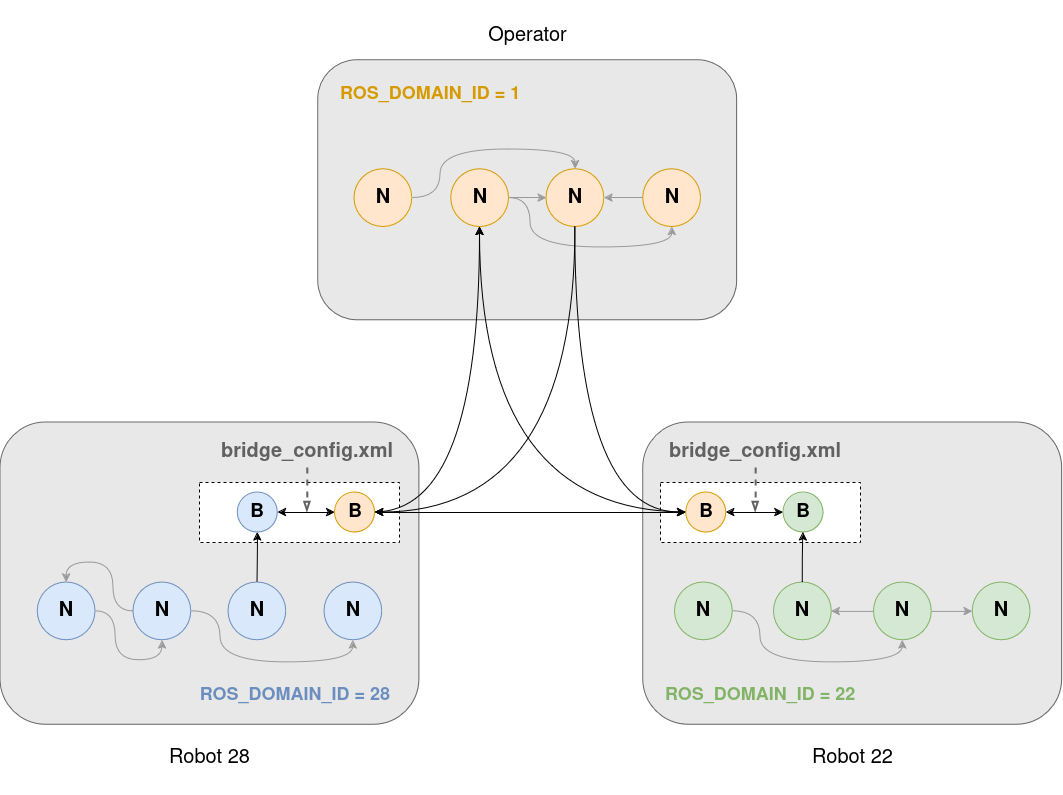 Operator
ROS_DOMAIN_ID = 1
N N N N
bridge_config.xml
B B
N N N N
ROS_DOMAIN_ID = 28
Robot 28
bridge_config.xml
B B
N N N N
ROS_DOMAIN_ID = 22
Robot 22